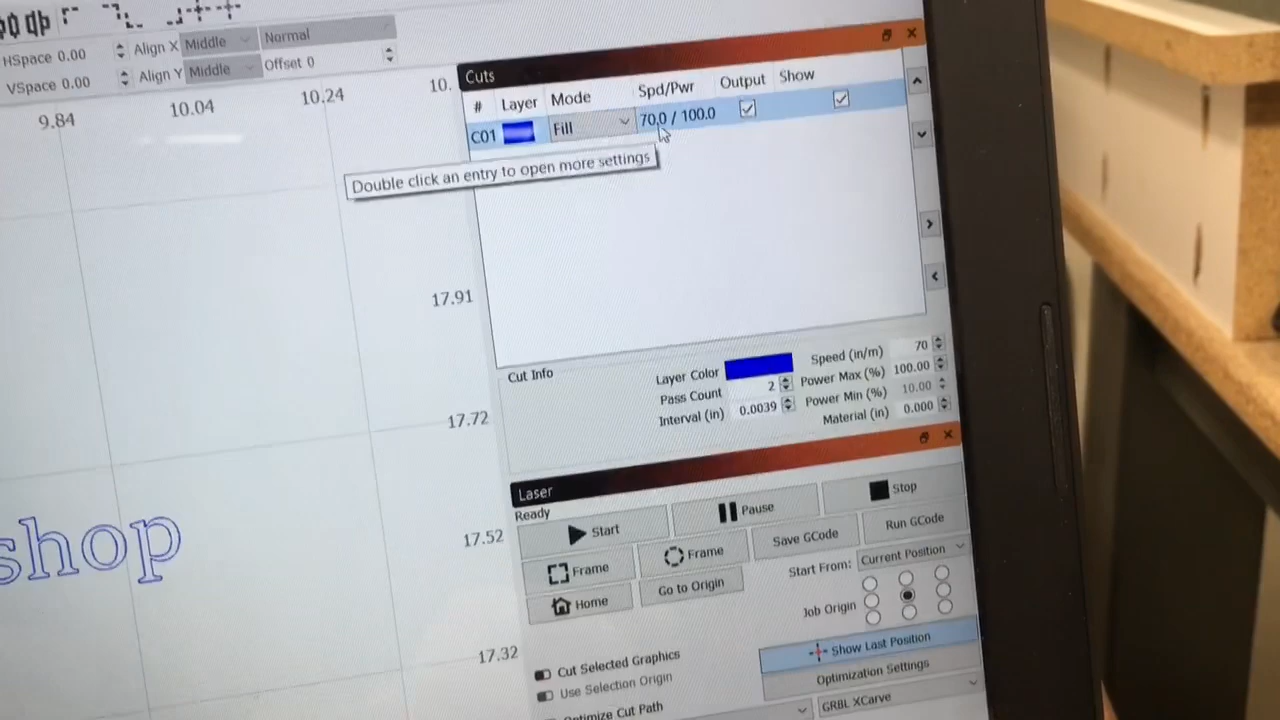 HSpace 0.00 Align X Middle Normal
VSpace 0.00 Align Y Middle Offset 0
9.84 10.04 10.24 10.
Cuts
# Layer Mode Spd/Pwr Output Show
C01 Fill 70.0 / 100.0
Double click an entry to open more settings
17.91
Cut Info
Layer Color
Speed (in/m) 70
Pass Count 2
Power Max (%) 100.00
Interval (in) 0.0039
Power Min (%) 10.00
Material (in) 0.000
17.72
Laser
Ready
Start Pause Stop
Frame Frame Save GCode Run GCode
Home Go to Origin Start From: Current Position
Job Origin
17.52
shop
17.32
Cut Selected Graphics Show Last Position
Use Selection Origin Optimization Settings
Optimize Cut Path GRBL XCarve